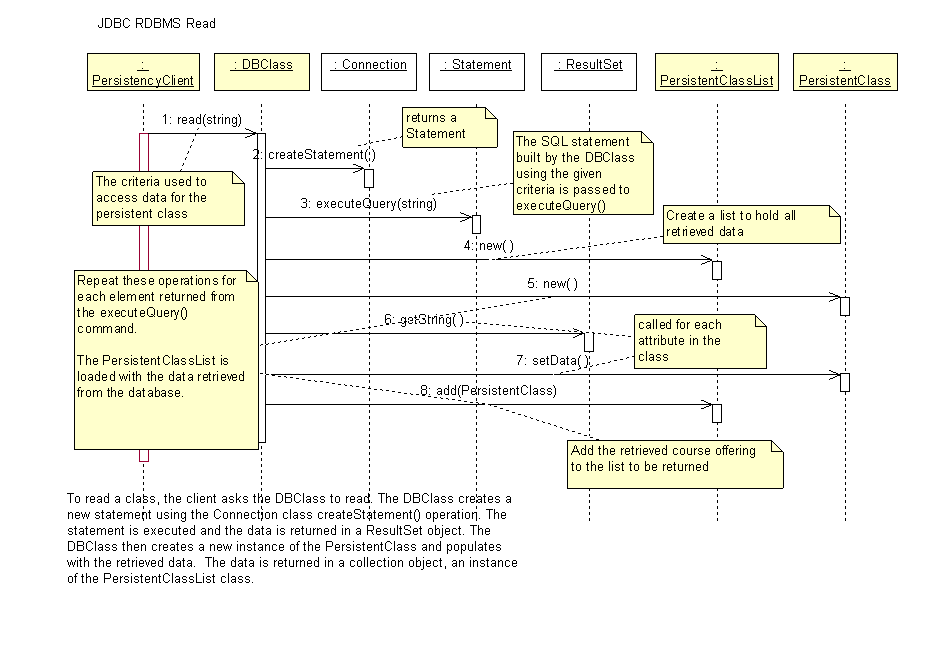 JDBC RDBMS Read
:
PersistencyClient
: DBClass
: Connection
: Statement
: ResultSet
:
PersistentClassList
:
PersistentClass
1: read(string)
returns a
Statement
2: createStatement( )
The SQL statement
built by the DBClass
using the given
criteria is passed to
executeQuery()
The criteria used to
access data for the
persistent class
3: executeQuery(string)
Create a list to hold all
retrieved data
4: new( )
5: new( )
Repeat these operations for
each element returned from
the executeQuery()
command.
The PersistentClassList is
loaded with the data retrieved
from the database.
6: getString( )
called for each
attribute in the
class
7: setData( )
8: add(PersistentClass)
Add the retrieved course offering
to the list to be returned
To read a class, the client asks the DBClass to read. The DBClass creates a
new statement using the Connection class createStatement() operation. The
statement is executed and the data is returned in a ResultSet object. The
DBClass then creates a new instance of the PersistentClass and populates
with the retrieved data.  The data is returned in a collection object, an instance
of the PersistentClassList class.